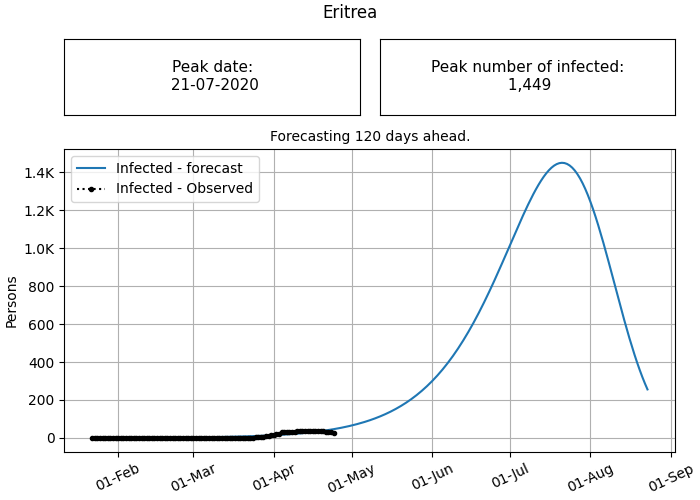 Eritrea
Peak date:
21-07-2020
Peak number of infected:
1,449
Forecasting 120 days ahead.
Infected - forecast
Infected - Observed
1.4K
1.2K
1.0K
800
600
400
200
0
Persons
01-Feb
01-Mar
01-Apr
01-May
01-Jun
01-Jul
01-Aug
01-Sep